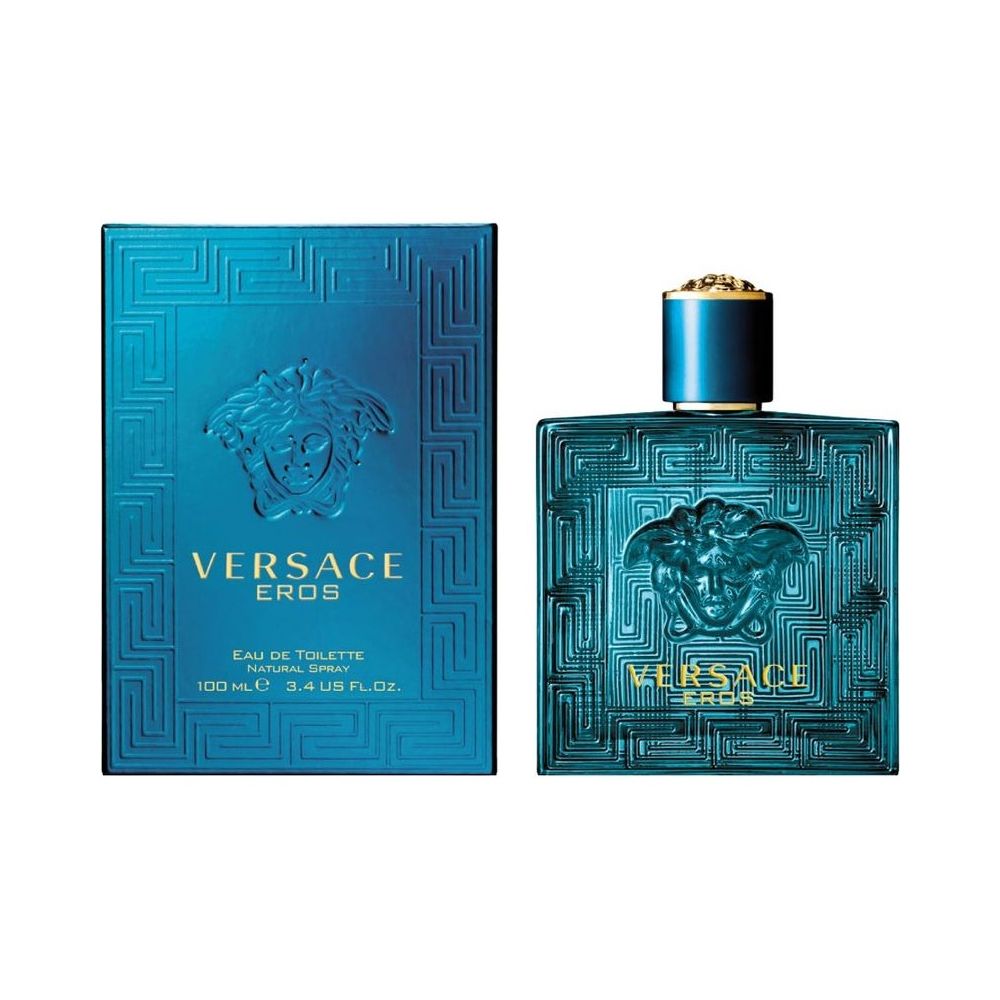 VERSACE
EROS
EAU DE TOILETTE
NATURAL SPRAY
100 ML ℮ 3.4 US FL.OZ.
VERSACE
EROS